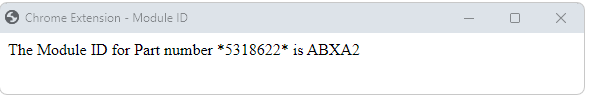 Chrome Extension - Module ID
The Module ID for Part number *5318622* is ABXA2